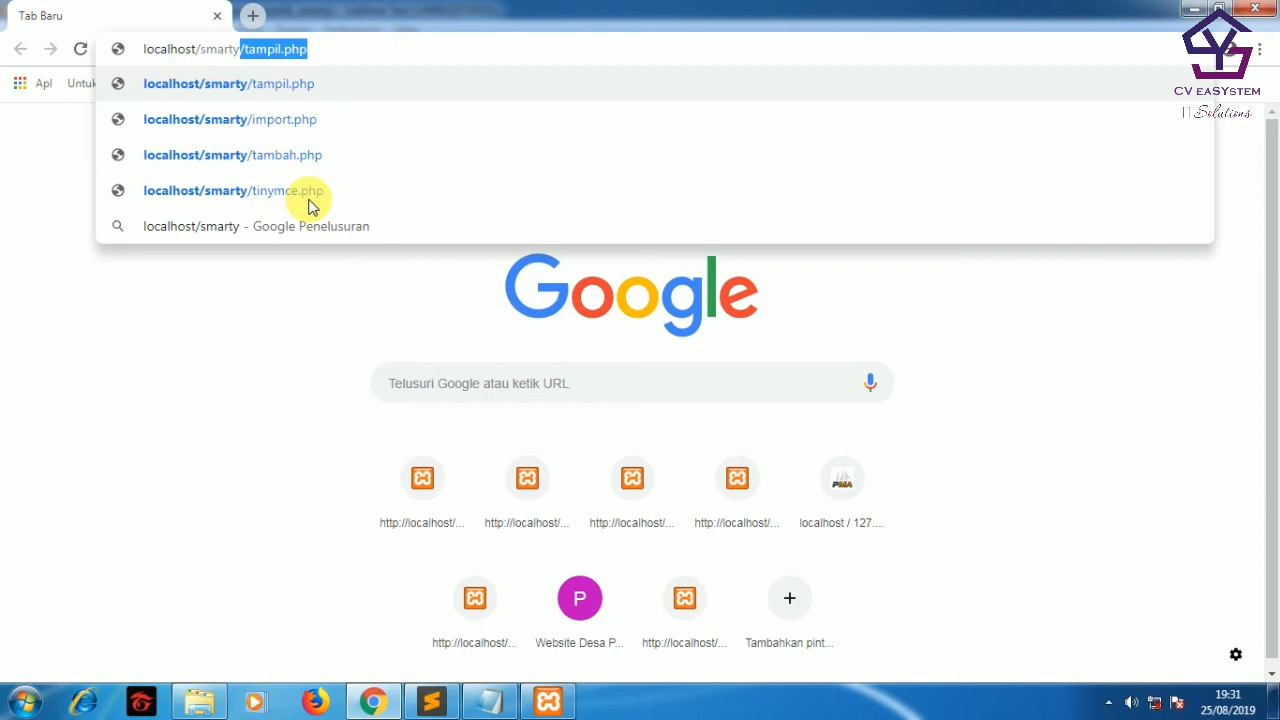 Tab Baru
localhost/smarty/tampil.php
Apl
Untuk
localhost/smarty/tampil.php
localhost/smarty/import.php
localhost/smarty/tambah.php
localhost/smarty/tinymce.php
localhost/smarty - Google Penelusuran
CV eaSYstem
IT Solutions
Google
Telusuri Google atau ketik URL
http://localhost/...
http://localhost/...
http://localhost/...
http://localhost/...
PMA
localhost / 127....
http://localhost/...
P
Website Desa P...
http://localhost/...
Tambahkan pint...
19:31
25/08/2019